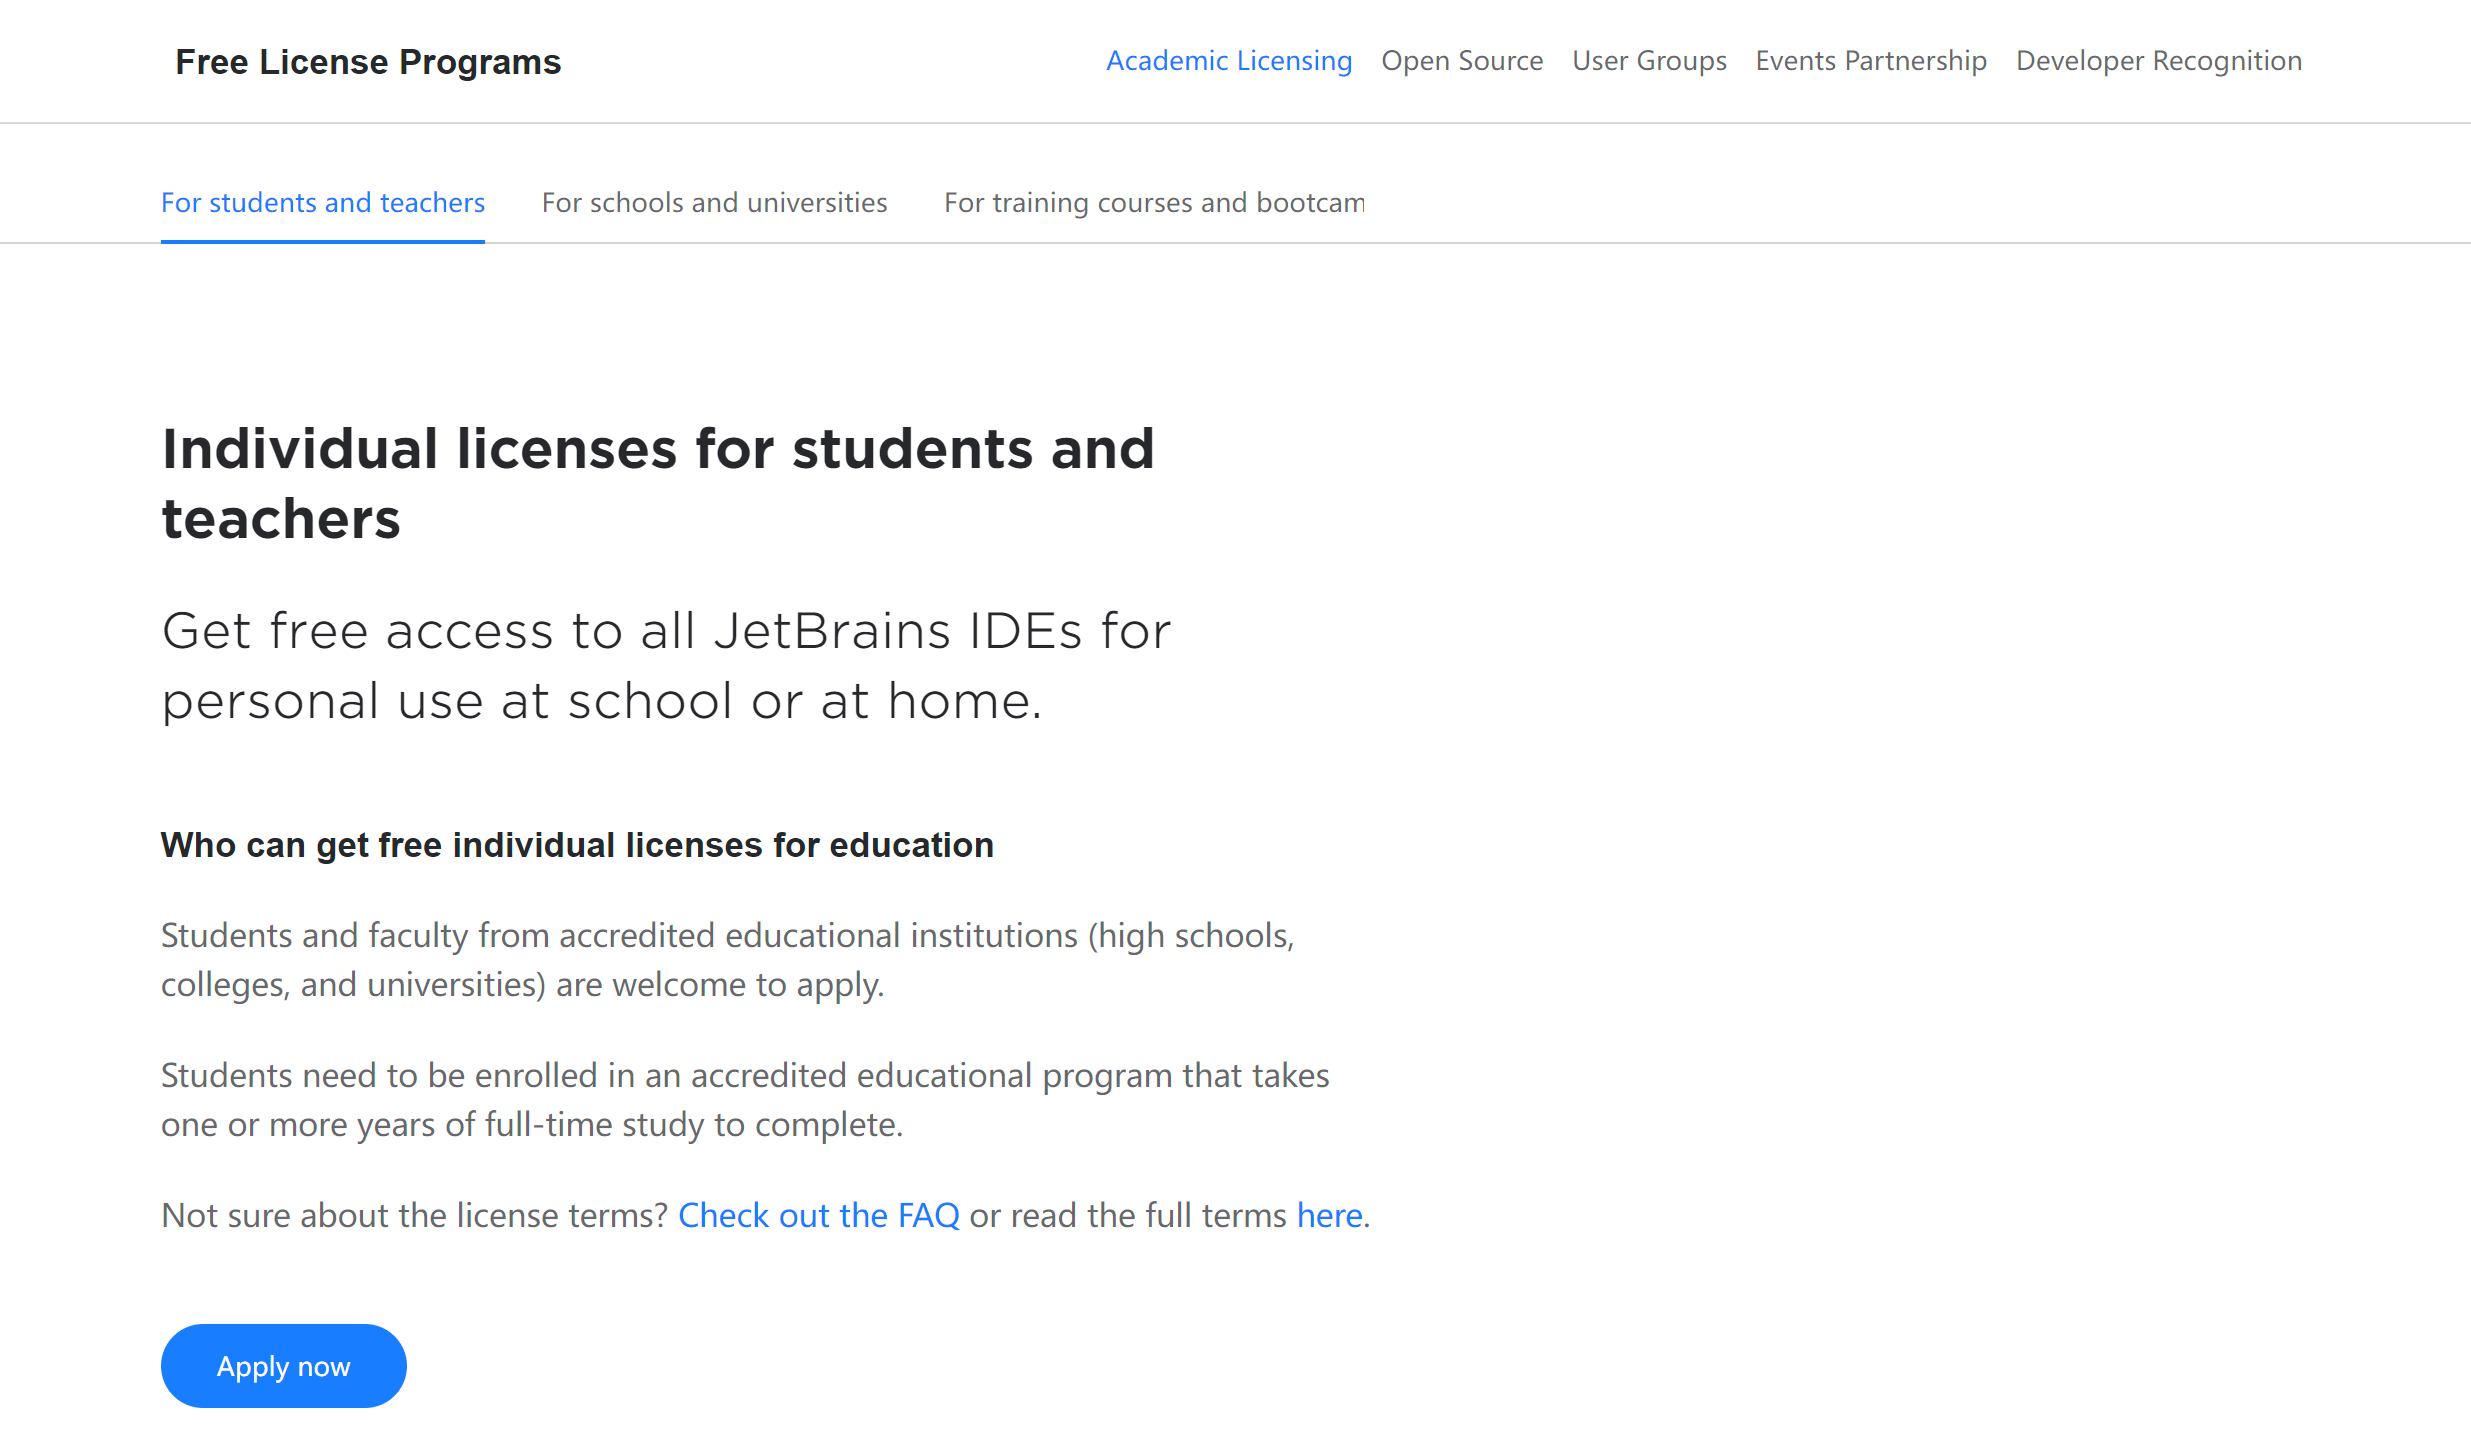 Free License Programs
Academic Licensing Open Source User Groups Events Partnership Developer Recognition
For students and teachers For schools and universities For training courses and bootcam
Individual licenses for students and
teachers
Get free access to all JetBrains IDEs for
personal use at school or at home.
Who can get free individual licenses for education
Students and faculty from accredited educational institutions (high schools,
colleges, and universities) are welcome to apply.
Students need to be enrolled in an accredited educational program that takes
one or more years of full-time study to complete.
Not sure about the license terms? Check out the FAQ or read the full terms here.
Apply now